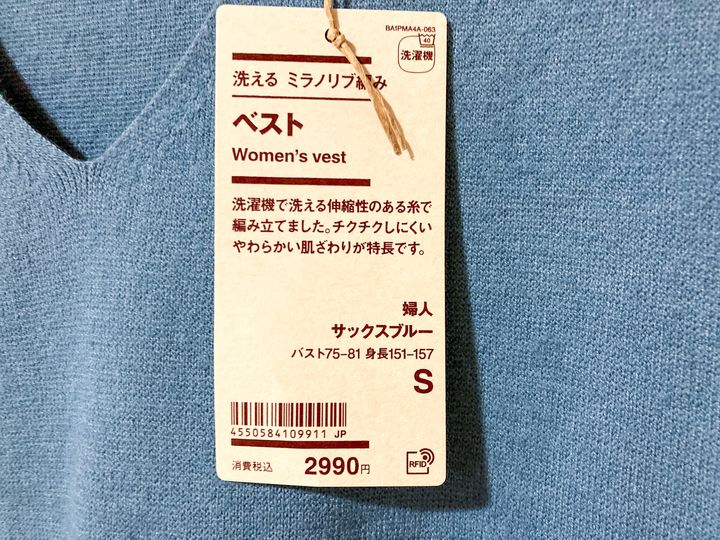 BA1PMA4A-063
40
洗濯機
洗える ミラノリブ編み
ベスト
Women's vest
洗濯機で洗える伸縮性のある糸で
編み立てました。チクチクしにくい
やわらかい肌ざわりが特長です。
婦人
サックスブルー
バスト75–81 身長151–157
S
4550584109911 JP
消費税込 2990円
RFID